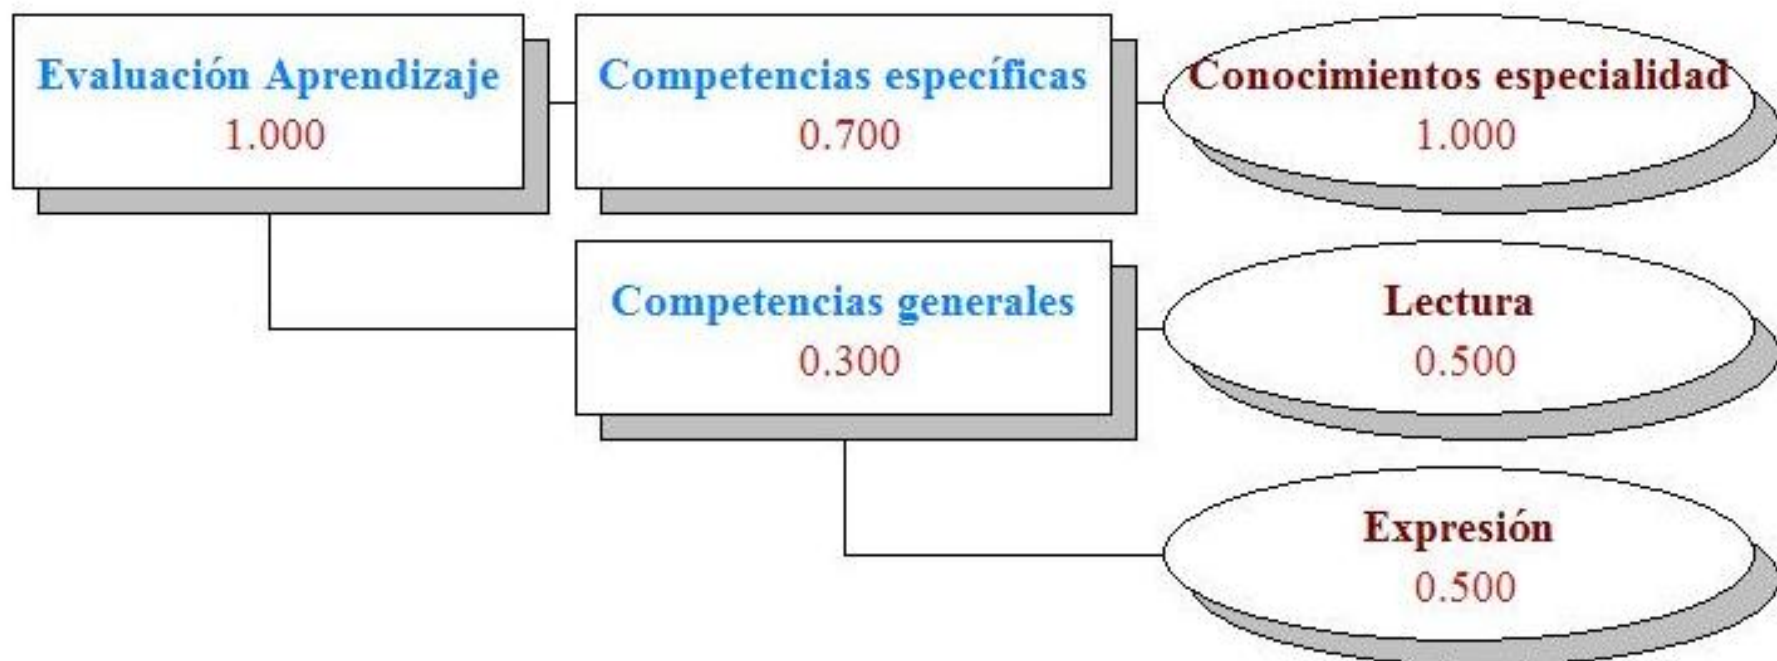 Evaluación Aprendizaje
1.000
Competencias específicas
0.700
Conocimientos especialidad
1.000
Competencias generales
0.300
Lectura
0.500
Expresión
0.500